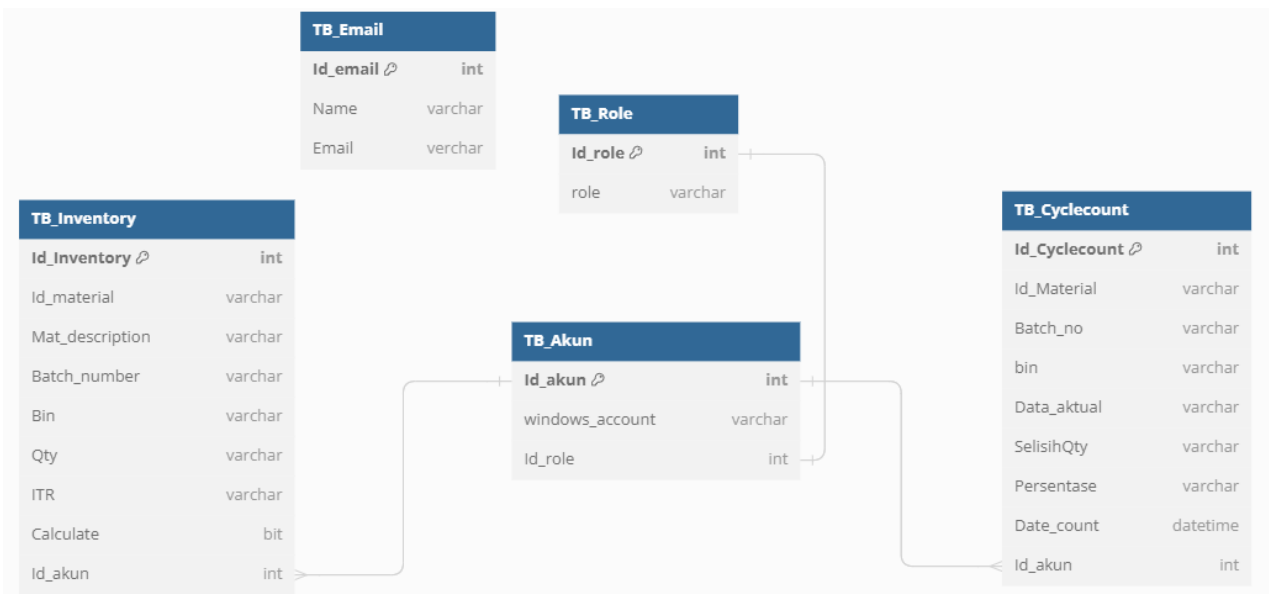 TB_Email
Id_email int
Name varchar
Email verchar
TB_Role
Id_role int
role varchar
TB_Inventory
Id_Inventory int
Id_material varchar
Mat_description varchar
Batch_number varchar
Bin varchar
Qty varchar
ITR varchar
Calculate bit
Id_akun int
TB_Akun
Id_akun int
windows_account varchar
Id_role int
TB_Cyclecount
Id_Cyclecount int
Id_Material varchar
Batch_no varchar
bin varchar
Data_aktual varchar
SelisihQty varchar
Persentase varchar
Date_count datetime
Id_akun int